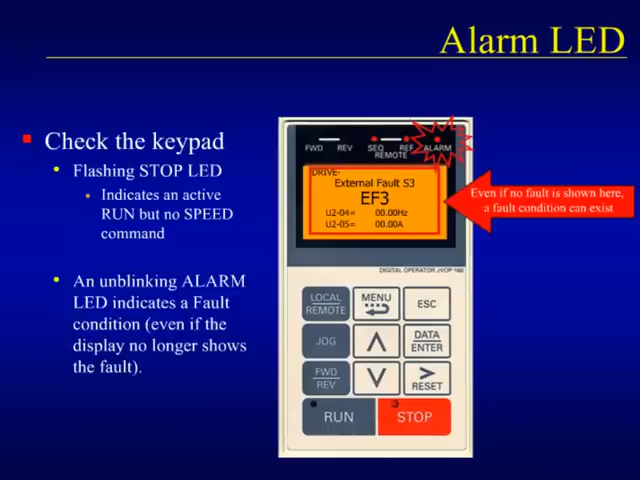 Alarm LED
Check the keypad
Flashing STOP LED
Indicates an active
RUN but no SPEED
command
An unblinking ALARM
LED indicates a Fault
condition (even if the
display no longer shows
the fault).
FWD REV SEQ REF ALARM
REMOTE
DRIVE-
External Fault S3
EF3
U2-04= 00.00Hz
U2-05= 00.00A
Even if no fault is shown here,
a fault condition can exist
DIGITAL OPERATOR JVOP-160
LOCAL
REMOTE
MENU
ESC
JOG
DATA
ENTER
FWD
REV
>
RESET
RUN
STOP